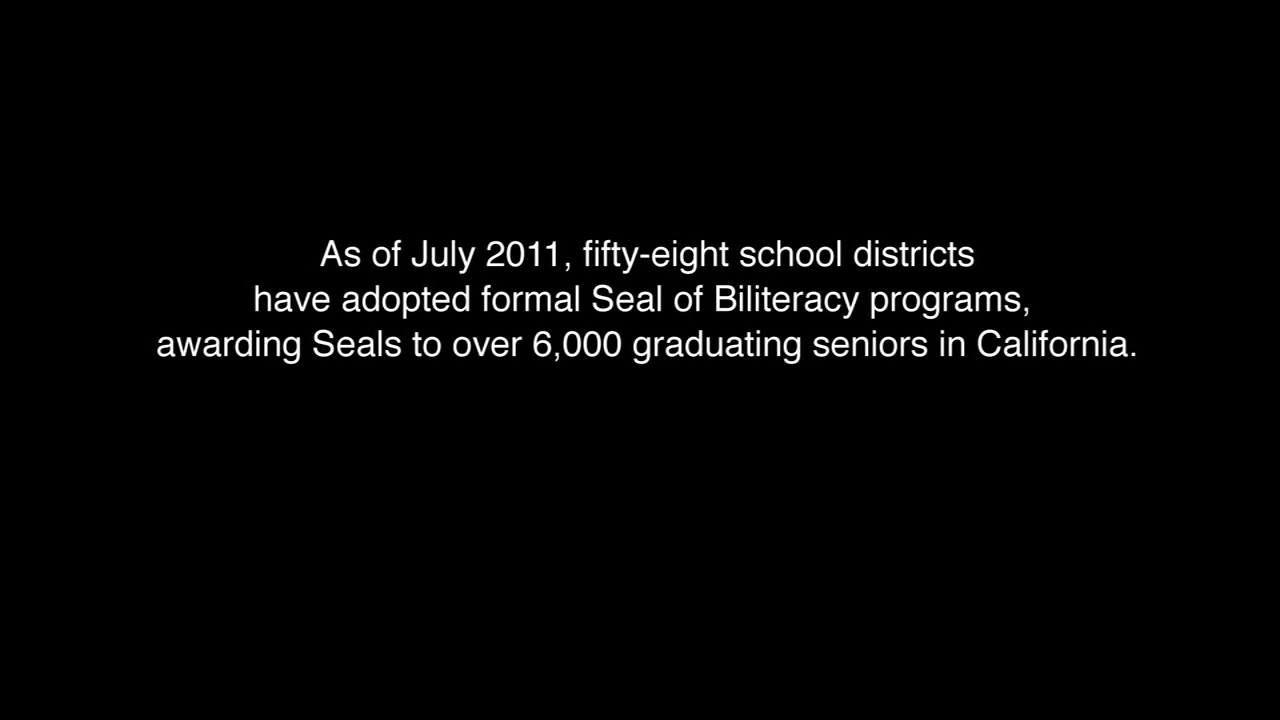 As of July 2011, fifty-eight school districts
have adopted formal Seal of Biliteracy programs,
awarding Seals to over 6,000 graduating seniors in California.